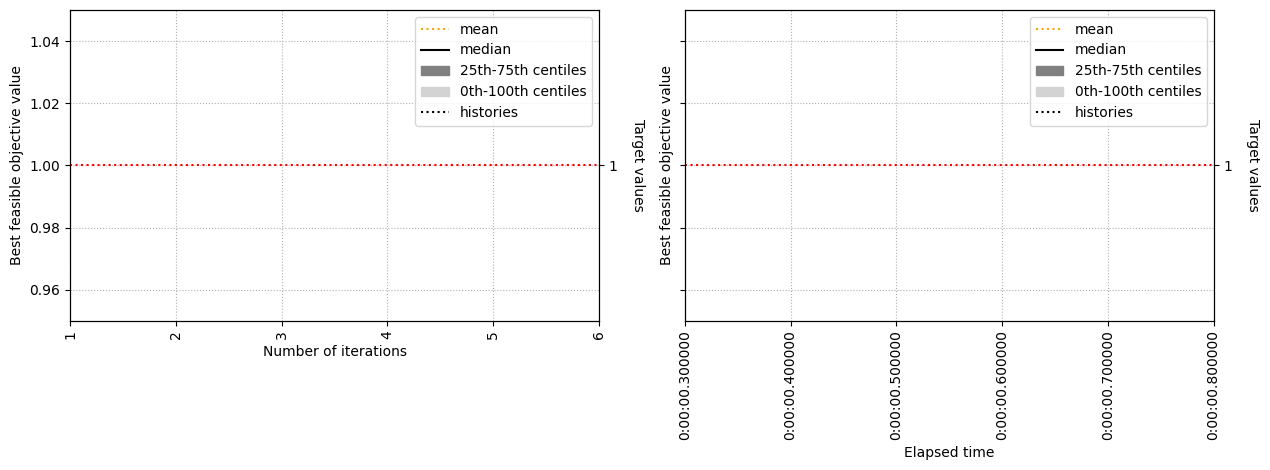 mean
median
25th-75th centiles
0th-100th centiles
histories
1.04
1.02
1.00
0.98
0.96
Best feasible objective value
1
2
3
4
5
6
Number of iterations
1
Target values
mean
median
25th-75th centiles
0th-100th centiles
histories
Best feasible objective value
0:00:00.300000
0:00:00.400000
0:00:00.500000
0:00:00.600000
0:00:00.700000
0:00:00.800000
Elapsed time
1
Target values